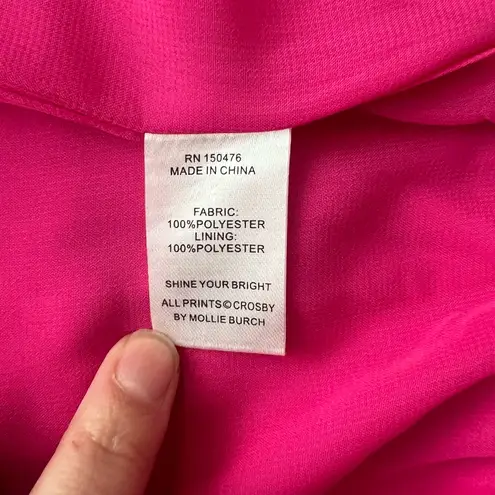 RN 150476
MADE IN CHINA
FABRIC:
100%POLYESTER
LINING:
100%POLYESTER
SHINE YOUR BRIGHT
ALL PRINTS©CROSBY
BY MOLLIE BURCH